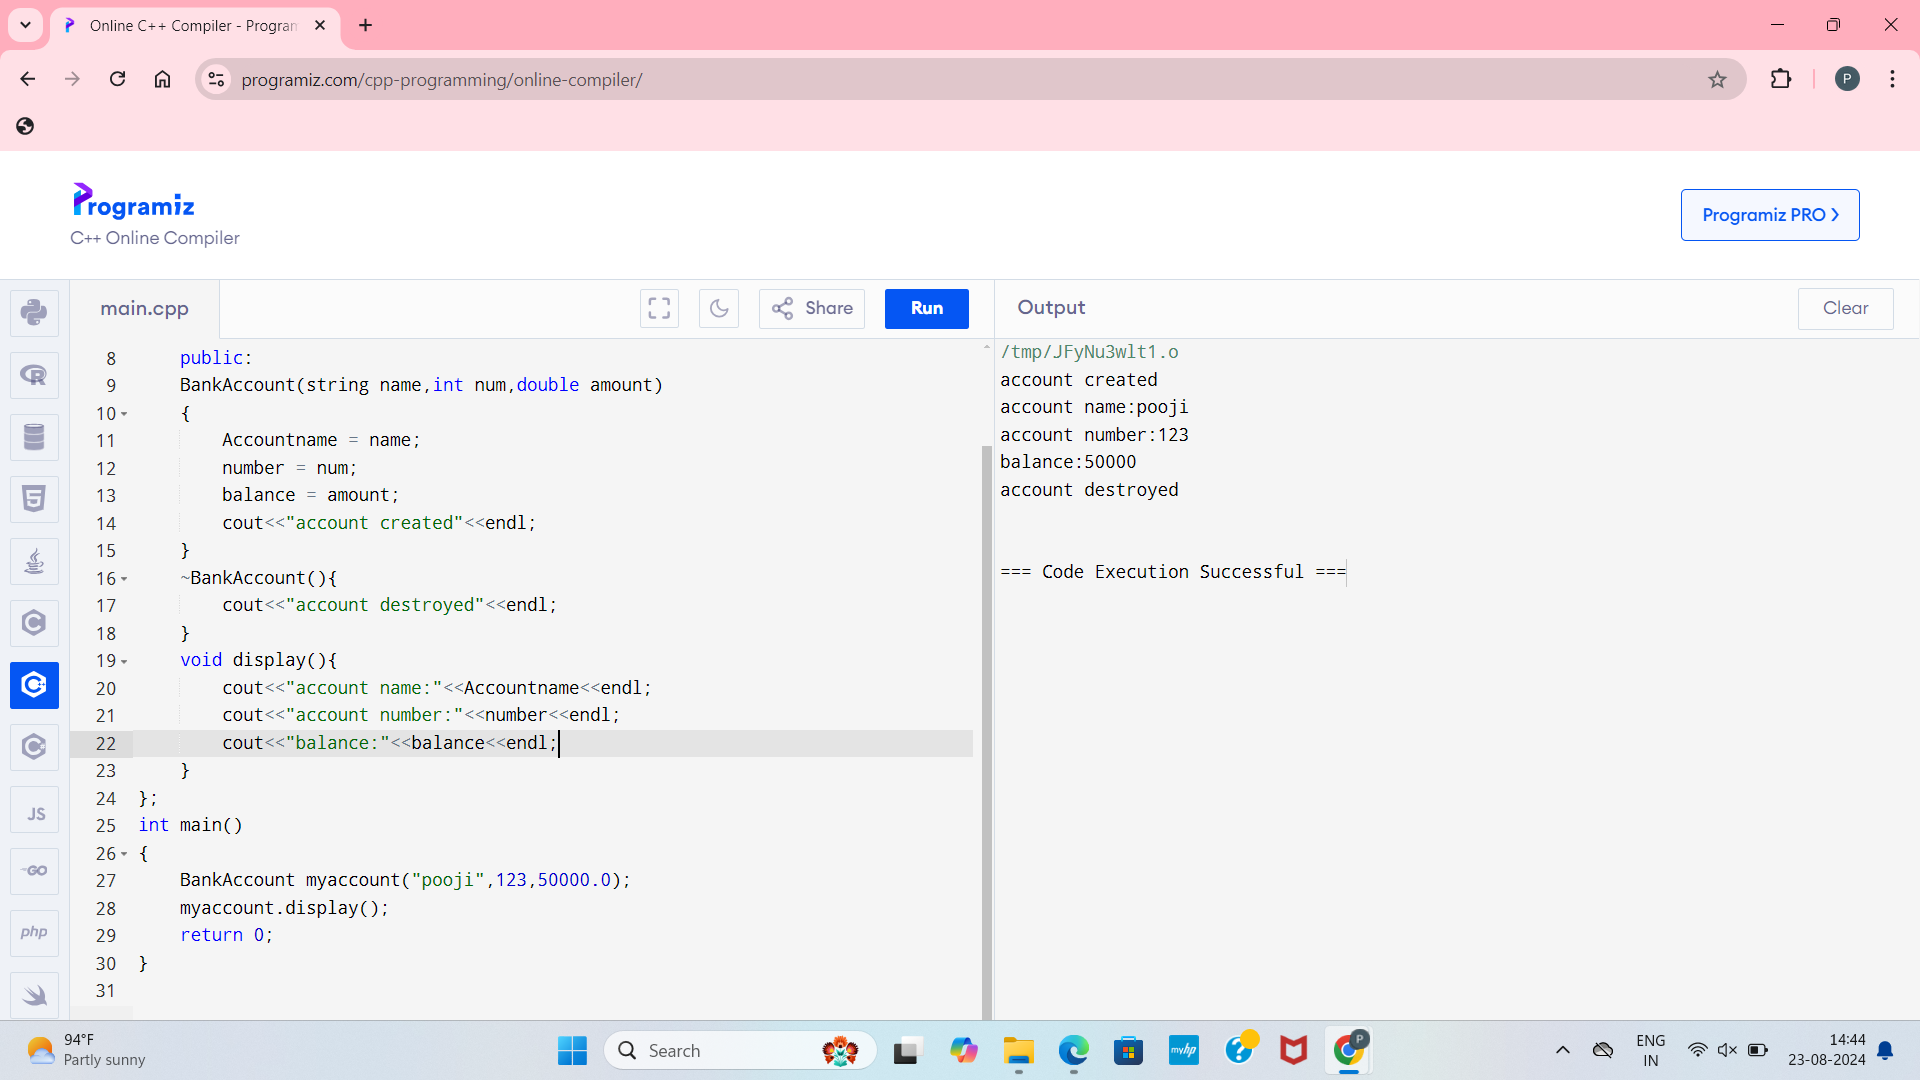 Online C++ Compiler - Program
programiz.com/cpp-programming/online-compiler/
P
Programiz
C++ Online Compiler
Programiz PRO
main.cpp
Share
Run
Output
Clear
8 public:
9 BankAccount(string name,int num,double amount)
10 {
11 Accountname = name;
12 number = num;
13 balance = amount;
14 cout<<"account created"<<endl;
15 }
16 ~BankAccount(){
17 cout<<"account destroyed"<<endl;
18 }
19 void display(){
20 cout<<"account name:"<<Accountname<<endl;
21 cout<<"account number:"<<number<<endl;
22 cout<<"balance:"<<balance<<endl;
23 }
24 };
25 int main()
26 {
27 BankAccount myaccount("pooji",123,50000.0);
28 myaccount.display();
29 return 0;
30 }
31
/tmp/JFyNu3wlt1.o
account created
account name:pooji
account number:123
balance:50000
account destroyed
=== Code Execution Successful ===
R
5
C
C
C
JS
GO
php
94°F
Partly sunny
Search
myhp
P
ENG
IN
14:44
23-08-2024